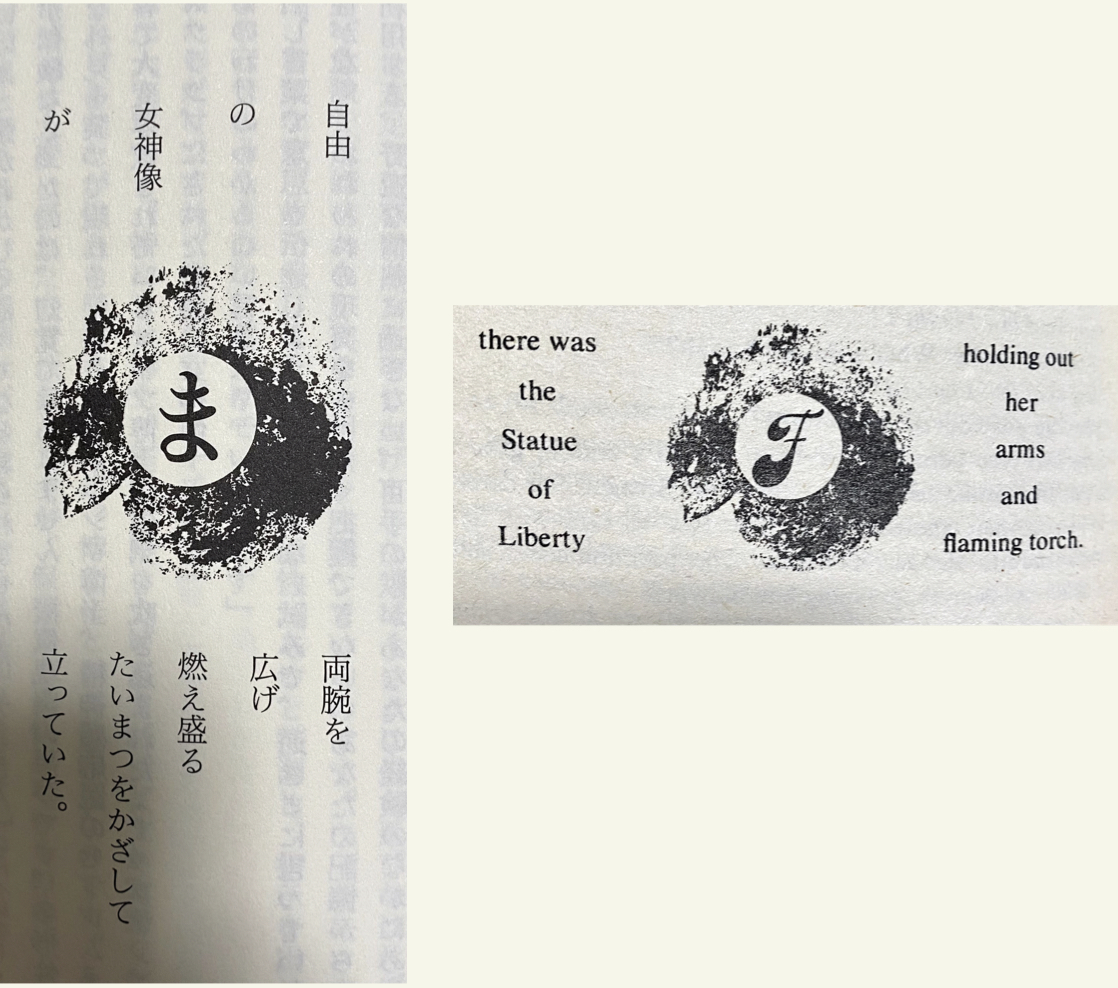 自由
の
女神像
が
ま
両腕を
広げ
燃え盛る
たいまつをかざして
立っていた。
there was
the
Statue
of
Liberty
F
holding out
her
arms
and
flaming torch.